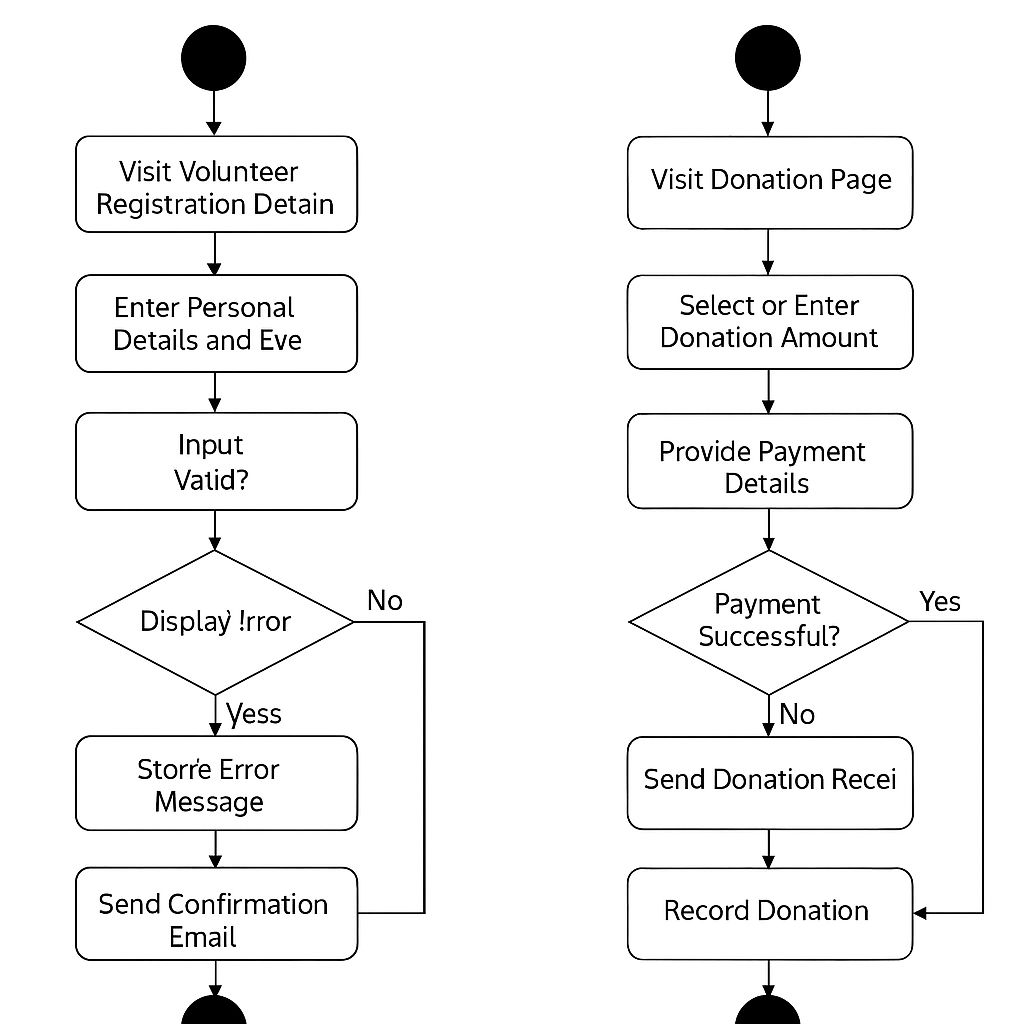 Visit Volunteer
Registration Detain
Enter Personal
Details and Eve
Input
Vatid?
Display !rror
No
Yess
Storre Error
Message
Send Confirmation
Email
Visit Donation Page
Select or Enter
Donation Amount
Provide Payment
Details
Payment
Successful?
Yes
No
Send Donation Recei
Record Donation